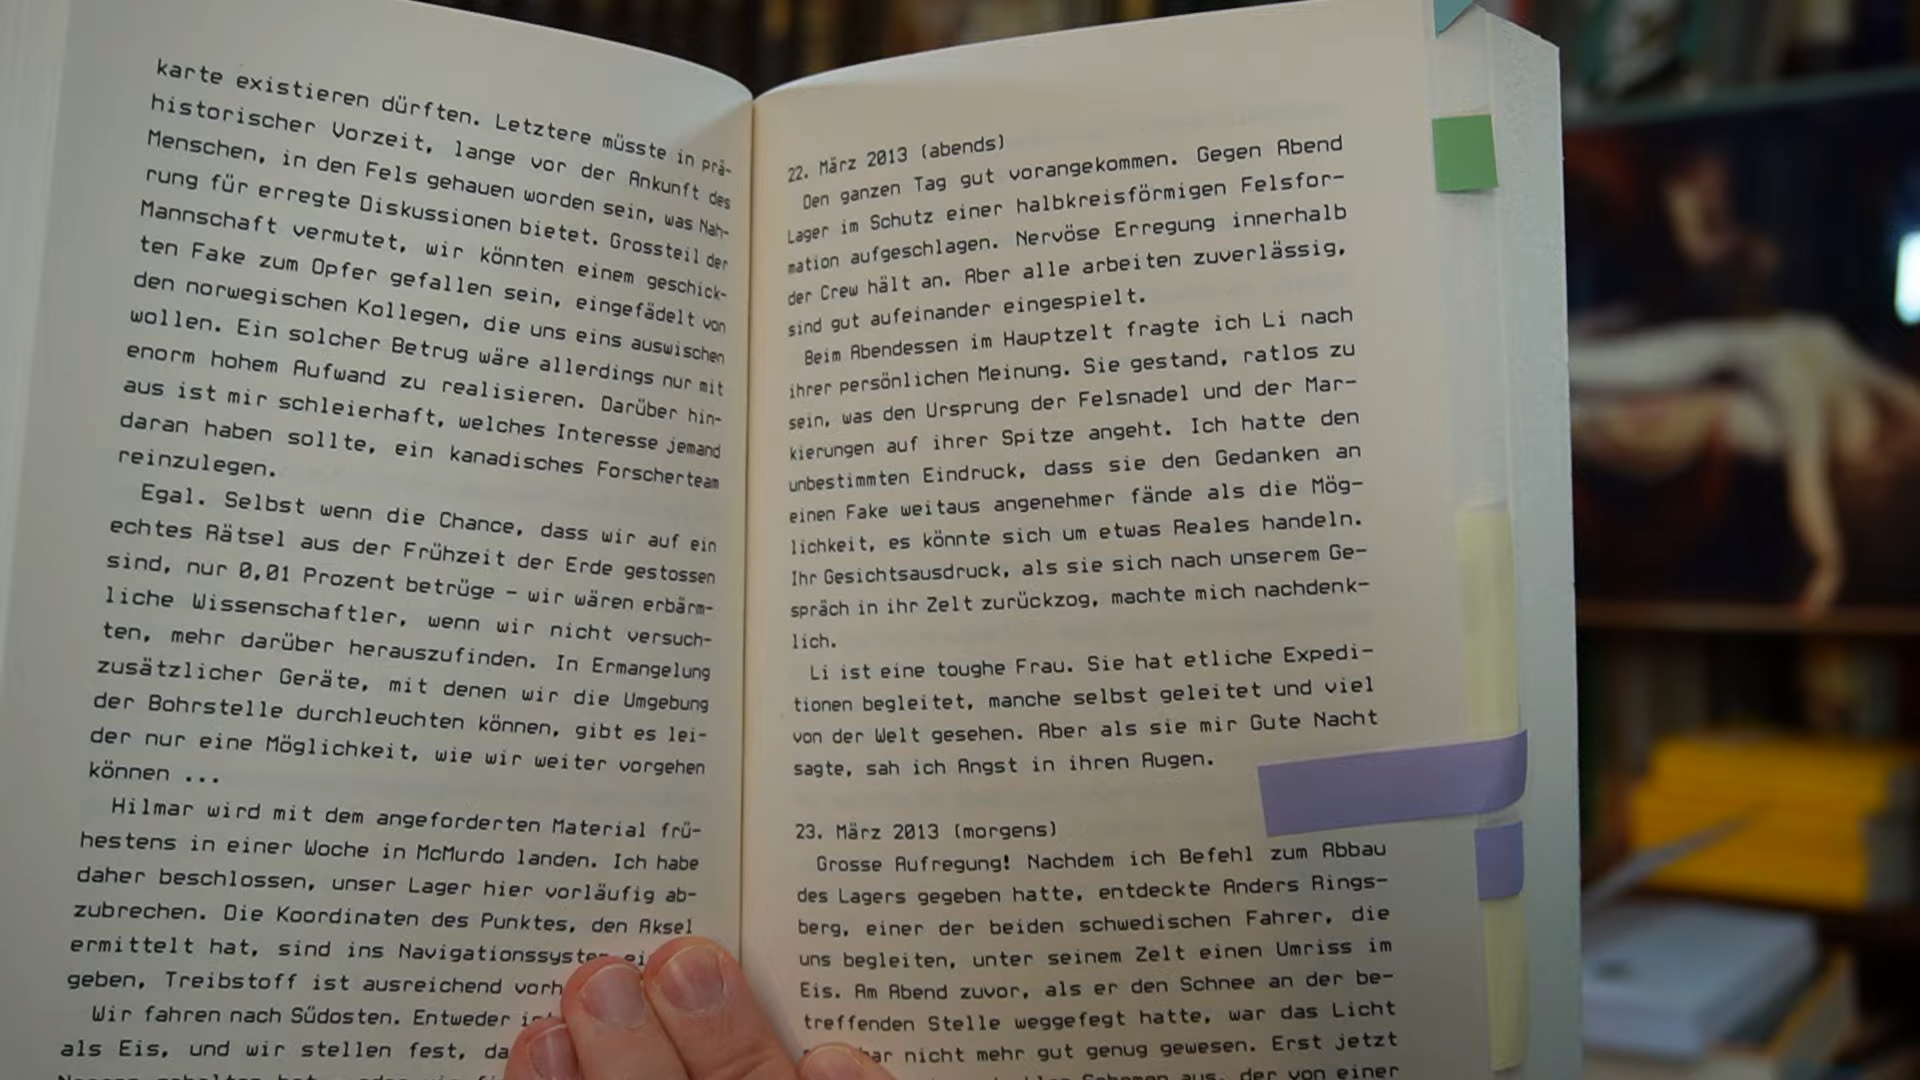 karte existieren dürften. Letztere müsste in prä-
historischer Vorzeit, lange vor der Ankunft des
Menschen, in den Fels gehauen worden sein, was Nah-
rung für erregte Diskussionen bietet. Grossteil der
Mannschaft vermutet, wir könnten einem geschick-
ten Fake zum Opfer gefallen sein, eingefädelt von
den norwegischen Kollegen, die uns eins auswischen
wollen. Ein solcher Betrug wäre allerdings nur mit
enorm hohem Aufwand zu realisieren. Darüber hin-
aus ist mir schleierhaft, welches Interesse jemand
daran haben sollte, ein kanadisches Forscherteam
reinzulegen.
Egal. Selbst wenn die Chance, dass wir auf ein
echtes Rätsel aus der Frühzeit der Erde gestossen
sind, nur 0,01 Prozent betrüge – wir wären erbärm-
liche Wissenschaftler, wenn wir nicht versuch-
ten, mehr darüber herauszufinden. In Ermangelung
zusätzlicher Geräte, mit denen wir die Umgebung
der Bohrstelle durchleuchten können, gibt es lei-
der nur eine Möglichkeit, wie wir weiter vorgehen
können ...
Hilmar wird mit dem angeforderten Material frü-
hestens in einer Woche in McMurdo landen. Ich habe
daher beschlossen, unser Lager hier vorläufig ab-
zubrechen. Die Koordinaten des Punktes, den Aksel
ermittelt hat, sind ins
geben, Treibstoff ist ausreichend
Wir fahren nach Südosten. Entweder
als Eis, und wir stellen fest,
22. März 2013 (abends)
Den ganzen Tag gut vorangekommen. Gegen Abend
Lager im Schutz einer halbkreisförmigen Felsfor-
mation aufgeschlagen. Nervöse Erregung innerhalb
der Crew hält an. Aber alle arbeiten zuverlässig,
sind gut aufeinander eingespielt.
Beim Abendessen im Hauptzelt fragte ich Li nach
ihrer persönlichen Meinung. Sie gestand, ratlos zu
sein, was den Ursprung der Felsnadel und der Mar-
kierungen auf ihrer Spitze angeht. Ich hatte den
unbestimmten Eindruck, dass sie den Gedanken an
einen Fake weitaus angenehmer fände als die Mög-
lichkeit, es könnte sich um etwas Reales handeln.
Ihr Gesichtsausdruck, als sie sich nach unserem Ge-
spräch in ihr Zelt zurückzog, machte mich nachdenk-
lich.
Li ist eine toughe Frau. Sie hat etliche Expedi-
tionen begleitet, manche selbst geleitet und viel
von der Welt gesehen. Aber als sie mir Gute Nacht
sagte, sah ich Angst in ihren Augen.
23. März 2013 (morgens)
Grosse Aufregung! Nachdem ich Befehl zum Abbau
des Lagers gegeben hatte, entdeckte Anders Rings-
berg, einer der beiden schwedischen Fahrer, die
uns begleiten, unter seinem Zelt einen Umriss im
Eis. Am Abend zuvor, als er den Schnee an der be-
treffenden Stelle weggefegt hatte, war das Licht
nicht mehr gut genug gewesen. Erst jetzt
aus, der von einer